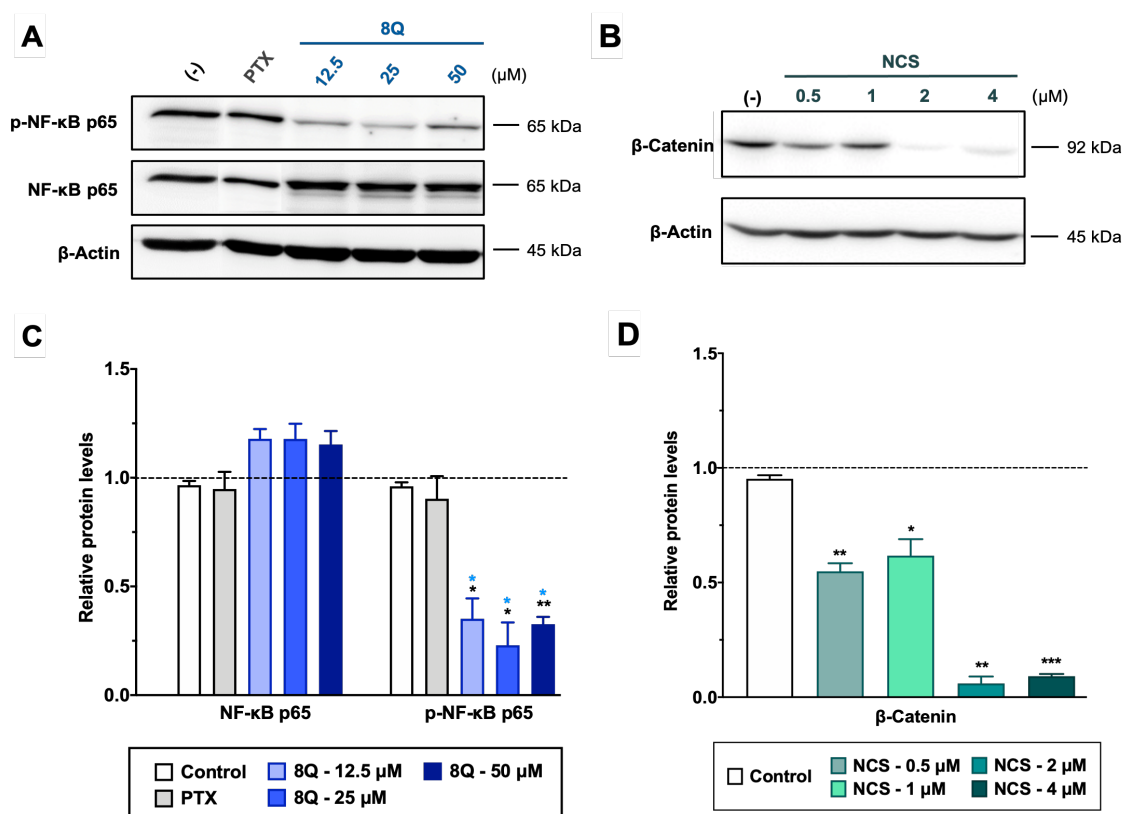 A
8Q
(-) PTX 12.5 25 50 (μM)
p-NF-κB p65
65 kDa
NF-κB p65
65 kDa
β-Actin
45 kDa
B
NCS
(-) 0.5 1 2 4 (μM)
β-Catenin
92 kDa
β-Actin
45 kDa
C
Relative protein levels
1.5
1.0
0.5
0.0
* * *
* * **
NF-κB p65 p-NF-κB p65
Control 8Q - 12.5 μM 8Q - 50 μM
PTX 8Q - 25 μM
D
Relative protein levels
1.5
1.0
0.5
0.0
** * ** ***
β-Catenin
Control
NCS - 0.5 μM NCS - 2 μM
NCS - 1 μM NCS - 4 μM